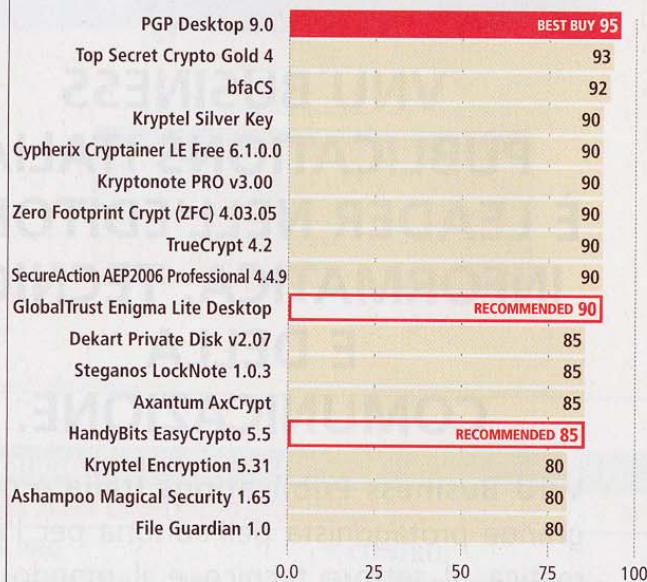 PGP Desktop 9.0 BEST BUY 95
Top Secret Crypto Gold 4 93
bfaCS 92
Kryptel Silver Key 90
Cypherix Cryptainer LE Free 6.1.0.0 90
Kryptonote PRO v3.00 90
Zero Footprint Crypt (ZFC) 4.03.05 90
TrueCrypt 4.2 90
SecureAction AEP2006 Professional 4.4.9 90
GlobalTrust Enigma Lite Desktop RECOMMENDED 90
Dekart Private Disk v2.07 85
Steganos LockNote 1.0.3 85
Axantum AxCrypt 85
HandyBits EasyCrypto 5.5 RECOMMENDED 85
Kryptel Encryption 5.31 80
Ashampoo Magical Security 1.65 80
File Guardian 1.0 80
0.0 25 50 75 100